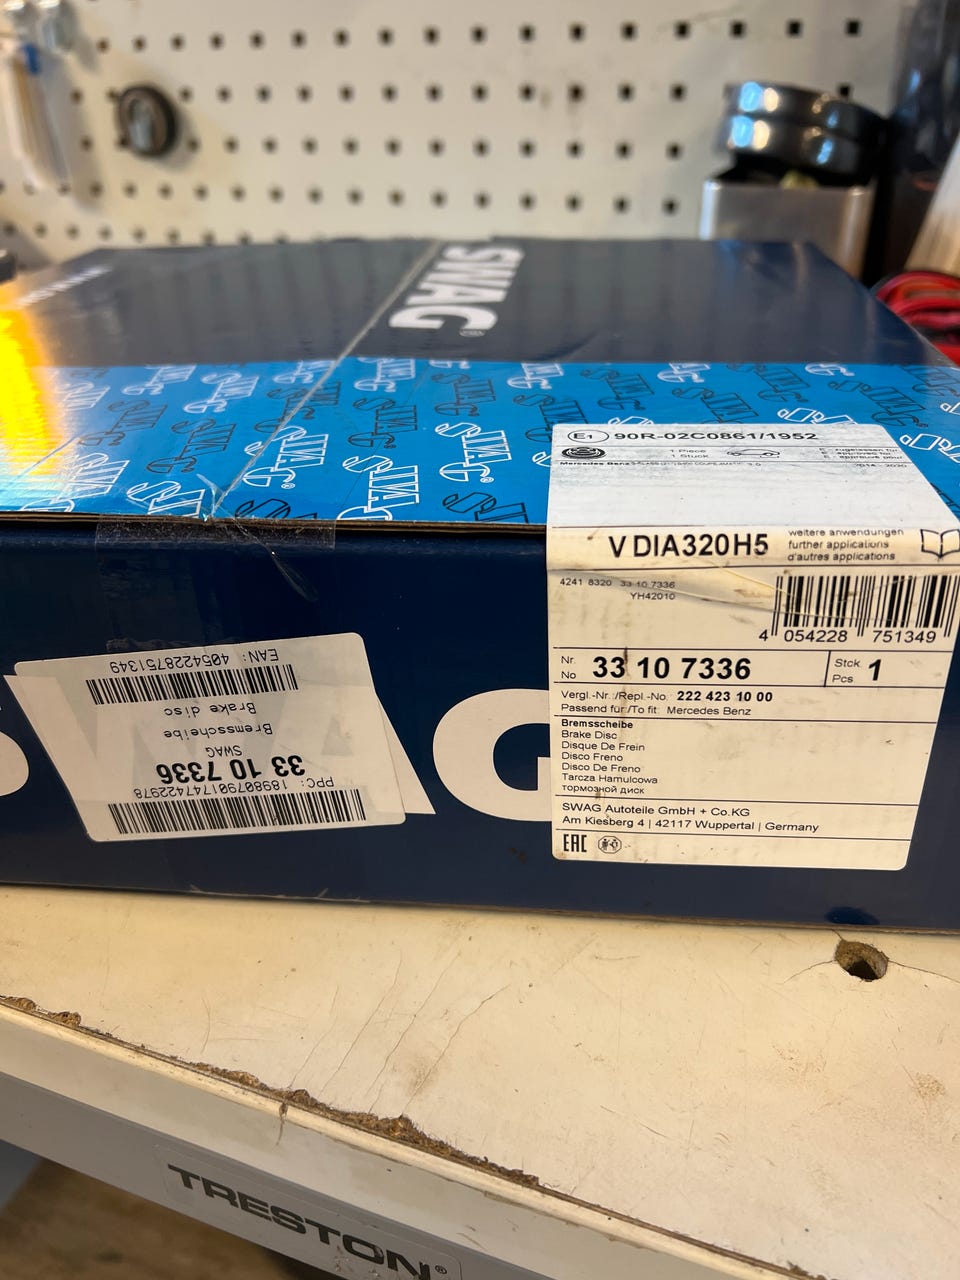 SWAG®
E1 90R-02C0861/1952
1 Piece
1 Stück
Mercedes Benz
V DIA320H5
weitere anwendungen
further applications
d'autres applications
4241 8320 33 10 7336
YH42010
4 054228 751349
Nr.
No
33 10 7336
Stck.
Pcs.
1
Vergl.-Nr.:/Repl.-No.: 222 423 10 00
Passend für:/To fit: Mercedes Benz
Bremsscheibe
Brake Disc
Disque De Frein
Disco Freno
Disco De Freno
Tarcza Hamulcowa
тормозной диск
SWAG Autoteile GmbH + Co.KG
Am Kiesberg 4 | 42117 Wuppertal | Germany
EAC
SWAG
PPC: 1898079017474422978
33 10 7336
SWAG
Bremsscheibe
Brake disc
EAN: 4054228751349
TRESTON®